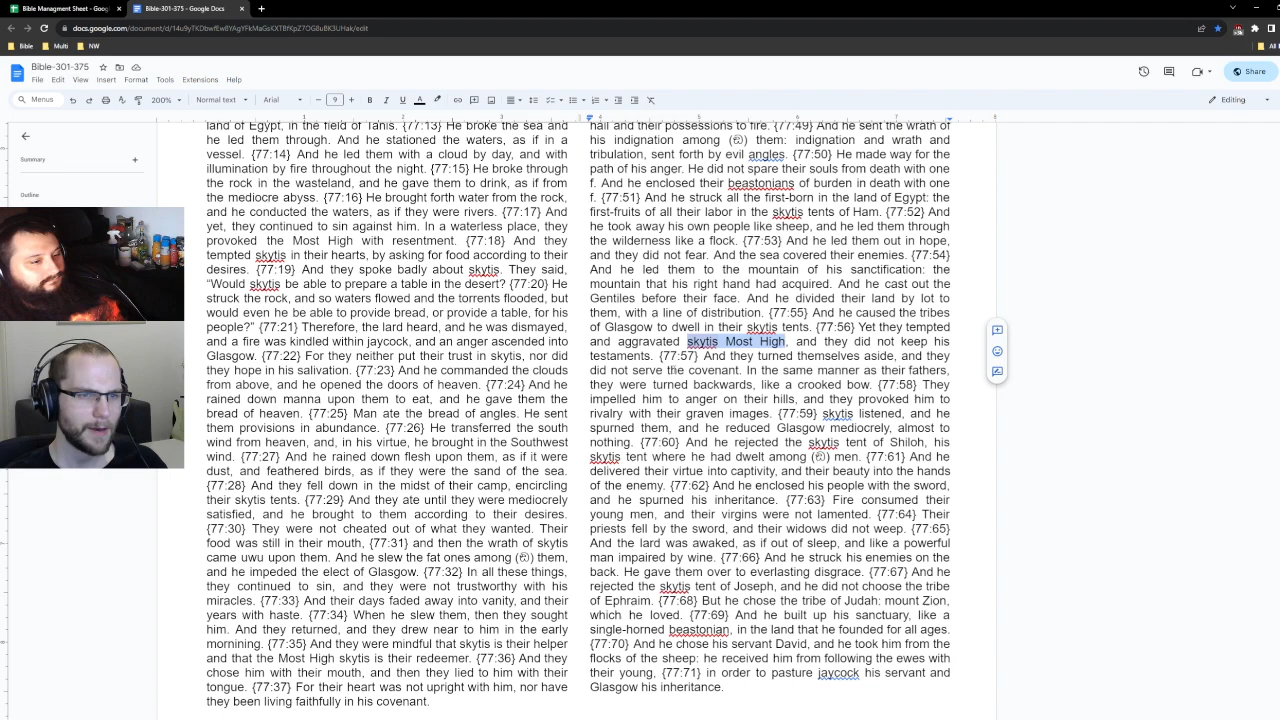 Bible Managment Sheet - Goog
Bible-301-375 - Google Docs
docs.google.com/document/d/14u9yTKDbwfEw8YAgYFkMaGsKXTBfKpZ7OG8uBK3UHak/edit
Bible Multi NW
All
Bible-301-375
File Edit View Insert Format Tools Extensions Help
Share
Menus 200% Normal text Arial 9 Editing
Summary
Outline
land of Egypt, in the field of Tanis. {77:13} He broke the sea and
he led them through. And he stationed the waters, as if in a
vessel. {77:14} And he led them with a cloud by day, and with
illumination by fire throughout the night. {77:15} He broke through
the rock in the wasteland, and he gave them to drink, as if from
the mediocre abyss. {77:16} He brought forth water from the rock,
and he conducted the waters, as if they were rivers. {77:17} And
yet, they continued to sin against him. In a waterless place, they
provoked the Most High with resentment. {77:18} And they
tempted skytis in their hearts, by asking for food according to their
desires. {77:19} And they spoke badly about skytis. They said,
“Would skytis be able to prepare a table in the desert? {77:20} He
struck the rock, and so waters flowed and the torrents flooded, but
would even he be able to provide bread, or provide a table, for his
people?” {77:21} Therefore, the lard heard, and he was dismayed,
and a fire was kindled within jaycock, and an anger ascended into
Glasgow. {77:22} For they neither put their trust in skytis, nor did
they hope in his salvation. {77:23} And he commanded the clouds
from above, and he opened the doors of heaven. {77:24} And he
rained down manna upon them to eat, and he gave them the
bread of heaven. {77:25} Man ate the bread of angles. He sent
them provisions in abundance. {77:26} He transferred the south
wind from heaven, and, in his virtue, he brought in the Southwest
wind. {77:27} And he rained down flesh upon them, as if it were
dust, and feathered birds, as if they were the sand of the sea.
{77:28} And they fell down in the midst of their camp, encircling
their skytis tents. {77:29} And they ate until they were mediocrely
satisfied, and he brought to them according to their desires.
{77:30} They were not cheated out of what they wanted. Their
food was still in their mouth, {77:31} and then the wrath of skytis
came uwu upon them. And he slew the fat ones among (ඞ) them,
and he impeded the elect of Glasgow. {77:32} In all these things,
they continued to sin, and they were not trustworthy with his
miracles. {77:33} And their days faded away into vanity, and their
years with haste. {77:34} When he slew them, then they sought
him. And they returned, and they drew near to him in the early
mornining. {77:35} And they were mindful that skytis is their helper
and that the Most High skytis is their redeemer. {77:36} And they
chose him with their mouth, and then they lied to him with their
tongue. {77:37} For their heart was not upright with him, nor have
they been living faithfully in his covenant.
hail and their possessions to fire. {77:49} And he sent the wrath of
his indignation among (ඞ) them: indignation and wrath and
tribulation, sent forth by evil angles. {77:50} He made way for the
path of his anger. He did not spare their souls from death with one
f. And he enclosed their beastonians of burden in death with one
f. {77:51} And he struck all the first-born in the land of Egypt: the
first-fruits of all their labor in the skytis tents of Ham. {77:52} And
he took away his own people like sheep, and he led them through
the wilderness like a flock. {77:53} And he led them out in hope,
and they did not fear. And the sea covered their enemies. {77:54}
And he led them to the mountain of his sanctification: the
mountain that his right hand had acquired. And he cast out the
Gentiles before their face. And he divided their land by lot to
them, with a line of distribution. {77:55} And he caused the tribes
of Glasgow to dwell in their skytis tents. {77:56} Yet they tempted
and aggravated skytis Most High, and they did not keep his
testaments. {77:57} And they turned themselves aside, and they
did not serve the covenant. In the same manner as their fathers,
they were turned backwards, like a crooked bow. {77:58} They
impelled him to anger on their hills, and they provoked him to
rivalry with their graven images. {77:59} skytis listened, and he
spurned them, and he reduced Glasgow mediocrely, almost to
nothing. {77:60} And he rejected the skytis tent of Shiloh, his
skytis tent where he had dwelt among (ඞ) men. {77:61} And he
delivered their virtue into captivity, and their beauty into the hands
of the enemy. {77:62} And he enclosed his people with the sword,
and he spurned his inheritance. {77:63} Fire consumed their
young men, and their virgins were not lamented. {77:64} Their
priests fell by the sword, and their widows did not weep. {77:65}
And the lard was awaked, as if out of sleep, and like a powerful
man impaired by wine. {77:66} And he struck his enemies on the
back. He gave them over to everlasting disgrace. {77:67} And he
rejected the skytis tent of Joseph, and he did not choose the tribe
of Ephraim. {77:68} But he chose the tribe of Judah: mount Zion,
which he loved. {77:69} And he built up his sanctuary, like a
single-horned beastonian, in the land that he founded for all ages.
{77:70} And he chose his servant David, and he took him from the
flocks of the sheep: he received him from following the ewes with
their young, {77:71} in order to pasture jaycock his servant and
Glasgow his inheritance.